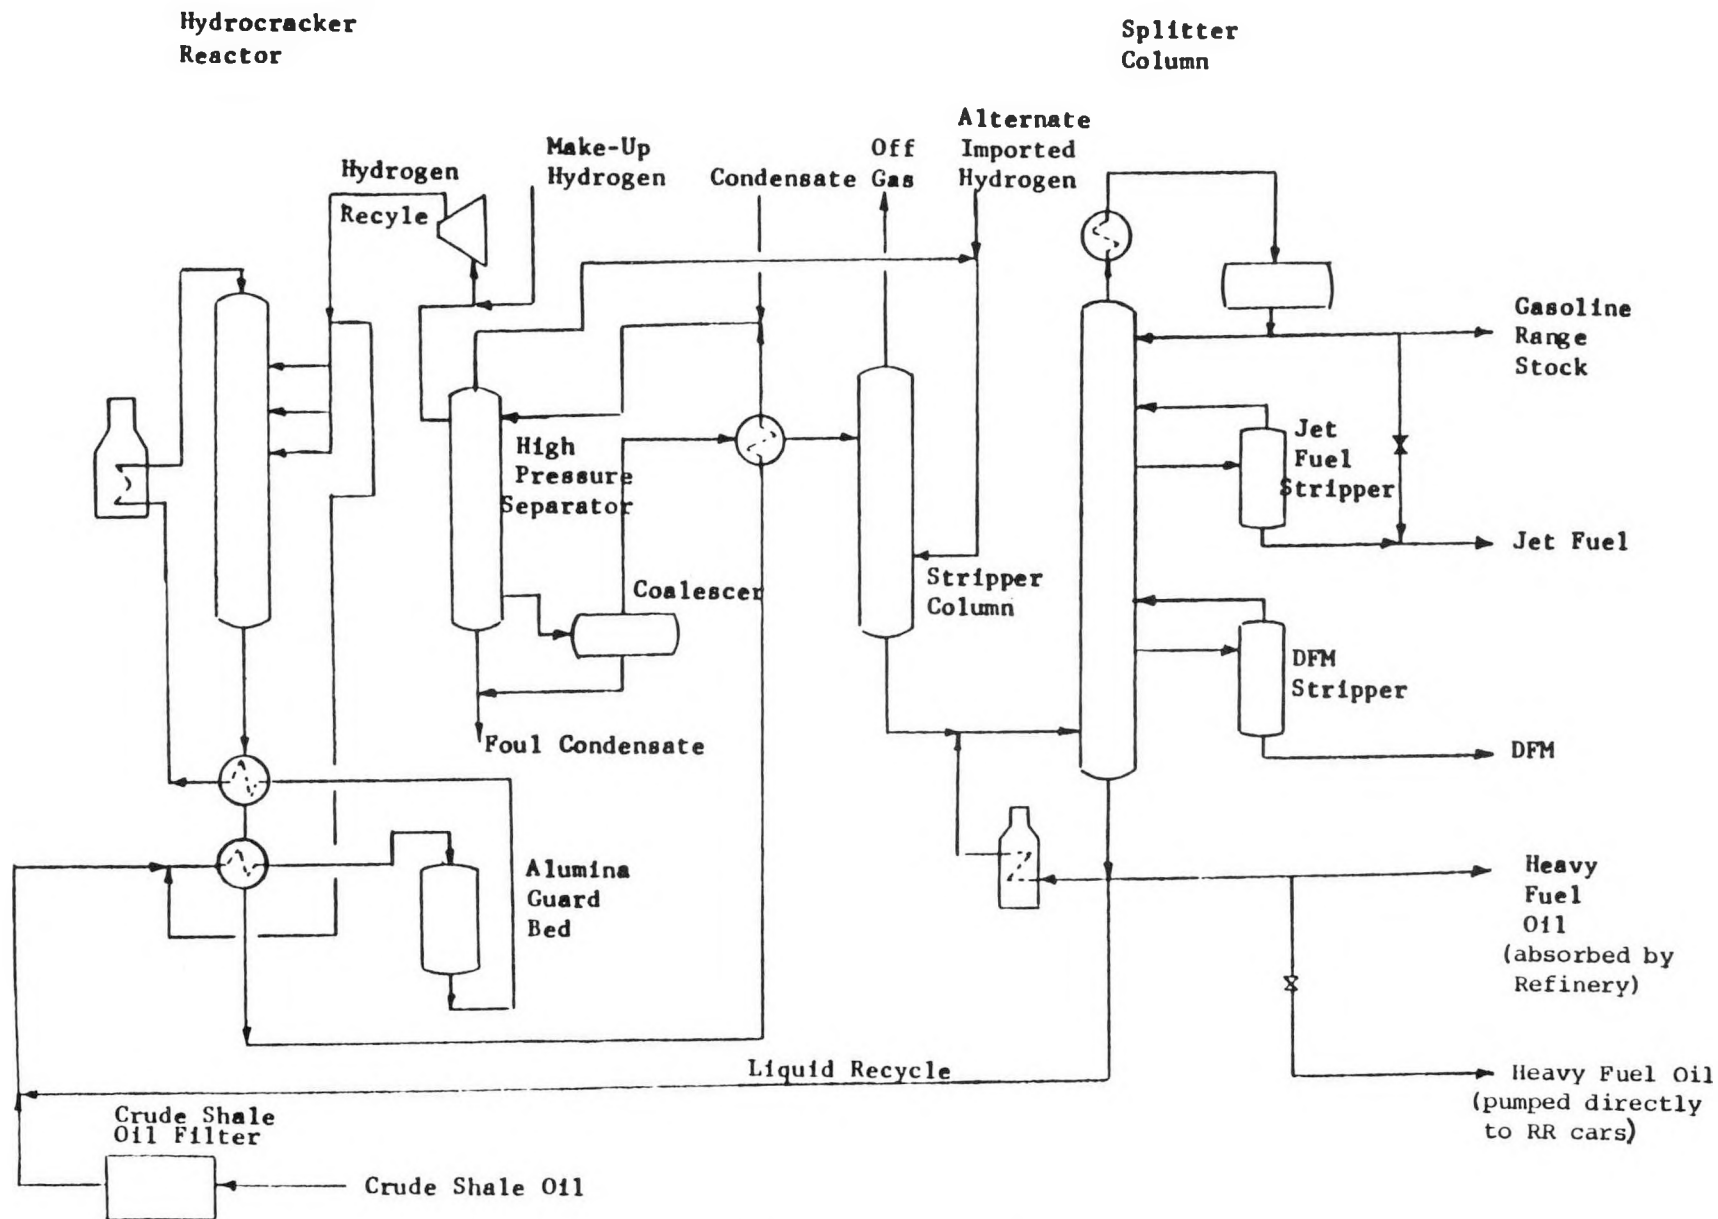 Hydrocracker
Reactor
Splitter
Column
Make-Up
Hydrogen
Hydrogen
Recyle
Condensate
Off
Gas
Alternate
Imported
Hydrogen
Gasoline
Range
Stock
High
Pressure
Separator
Jet
Fuel
Stripper
Jet Fuel
Coalescer
Stripper
Column
DFM
Stripper
Foul Condensate
DFM
Alumina
Guard
Bed
Heavy
Fuel
Oil
(absorbed by
Refinery)
Liquid Recycle
Heavy Fuel Oil
(pumped directly
to RR cars)
Crude Shale
Oil Filter
Crude Shale Oil